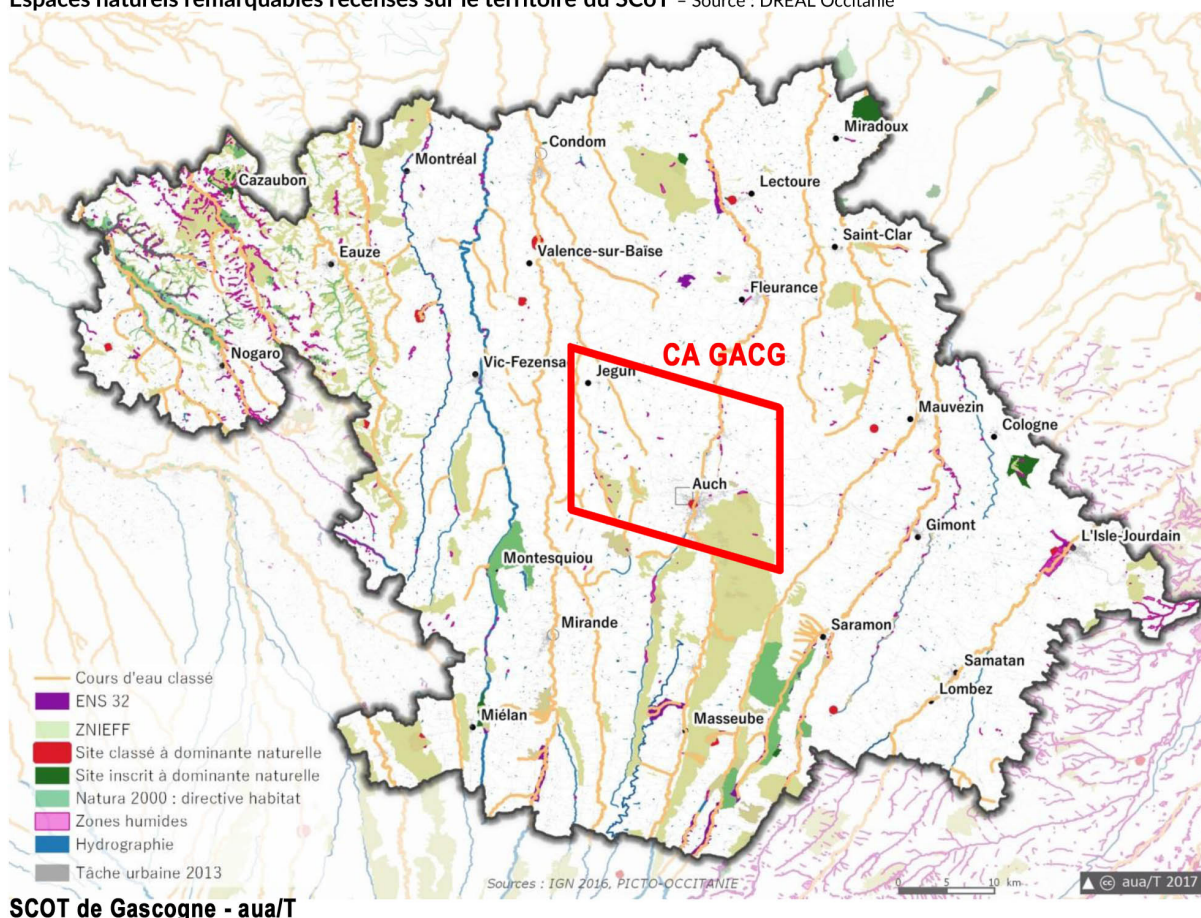 Espaces naturels remarquables recensés sur le territoire du SCoT – Source : DREAL Occitanie
Miradoux
Condom
Montréal
Cazaubon
Lectoure
Saint-Clar
Eauze
Valence-sur-Baïse
Fleurance
CA GACG
Nogaro
Vic-Fezensa
Jegun
Mauvezin
Cologne
Auch
Gimont
L'Isle-Jourdain
Montesquiou
Mirande
Saramon
Samatan
Lombez
Miélan
Masseube
Cours d'eau classé
ENS 32
ZNIEFF
Site classé à dominante naturelle
Site inscrit à dominante naturelle
Natura 2000 : directive habitat
Zones humides
Hydrographie
Tâche urbaine 2013
Sources : IGN 2016, PICTO-OCCITANIE
0 5 10 km
cc aua/T 2017
SCOT de Gascogne - aua/T